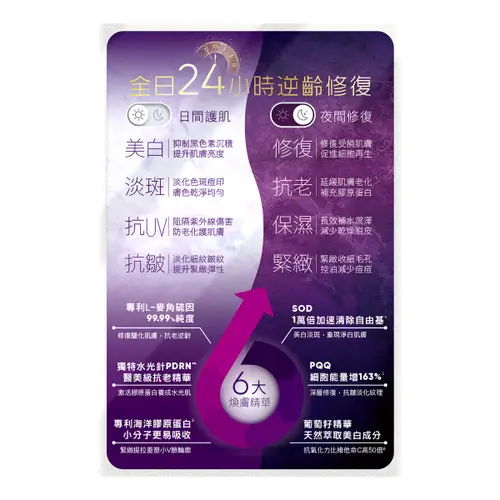 全日24小時逆齡修復
日間護肌
夜間修復
美白
抑制黑色素沉積
提升肌膚亮度
淡斑
淡化色斑痘印
膚色乾淨均勻
抗UV
阻隔紫外線傷害
防老化護肌膚
抗皺
淡化細紋皺紋
提升緊緻彈性
修復
修復受損肌膚
促進細胞再生
抗老
延緩肌膚老化
補充膠原蛋白
保濕
長效補水潤澤
減少乾燥脫皮
緊緻
緊緻收細毛孔
控油減少痘痘
專利L-麥角硫因
99.99%純度
修復醣化肌膚，抗老逆齡
獨特水光針PDRN™
醫美級抗老精華
激活膠原蛋白養成水光肌
專利海洋膠原蛋白
小分子更易吸收
緊緻提拉重塑小V臉輪廓
6大
煥膚精華
SOD
1萬倍加速清除自由基
美白淡斑，重現淨白肌膚
PQQ
細胞能量增163%
深層修復，抗皺淡化紋理
葡萄籽精華
天然萃取美白成分
抗氧化力比維他命C高50倍